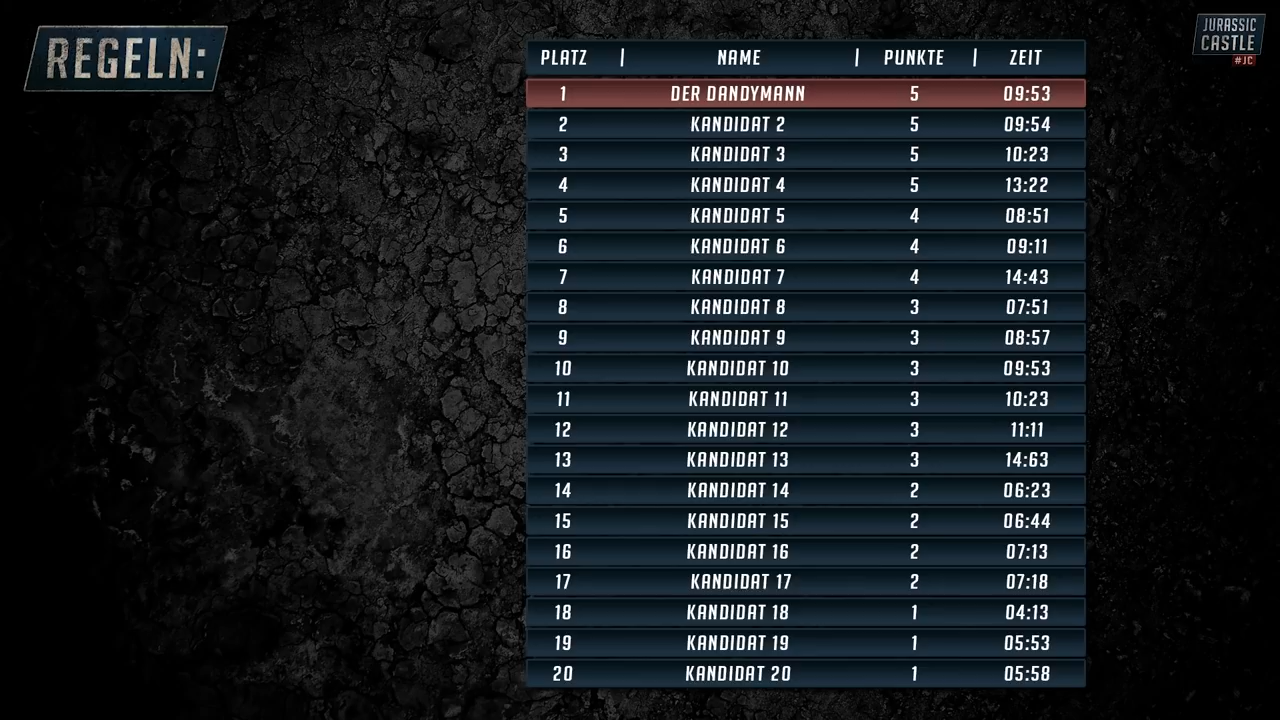 REGELN:
JURASSIC
CASTLE
#JC
PLATZ | NAME | PUNKTE | ZEIT
1 DER DANDYMANN 5 09:53
2 KANDIDAT 2 5 09:54
3 KANDIDAT 3 5 10:23
4 KANDIDAT 4 5 13:22
5 KANDIDAT 5 4 08:51
6 KANDIDAT 6 4 09:11
7 KANDIDAT 7 4 14:43
8 KANDIDAT 8 3 07:51
9 KANDIDAT 9 3 08:57
10 KANDIDAT 10 3 09:53
11 KANDIDAT 11 3 10:23
12 KANDIDAT 12 3 11:11
13 KANDIDAT 13 3 14:63
14 KANDIDAT 14 2 06:23
15 KANDIDAT 15 2 06:44
16 KANDIDAT 16 2 07:13
17 KANDIDAT 17 2 07:18
18 KANDIDAT 18 1 04:13
19 KANDIDAT 19 1 05:53
20 KANDIDAT 20 1 05:58